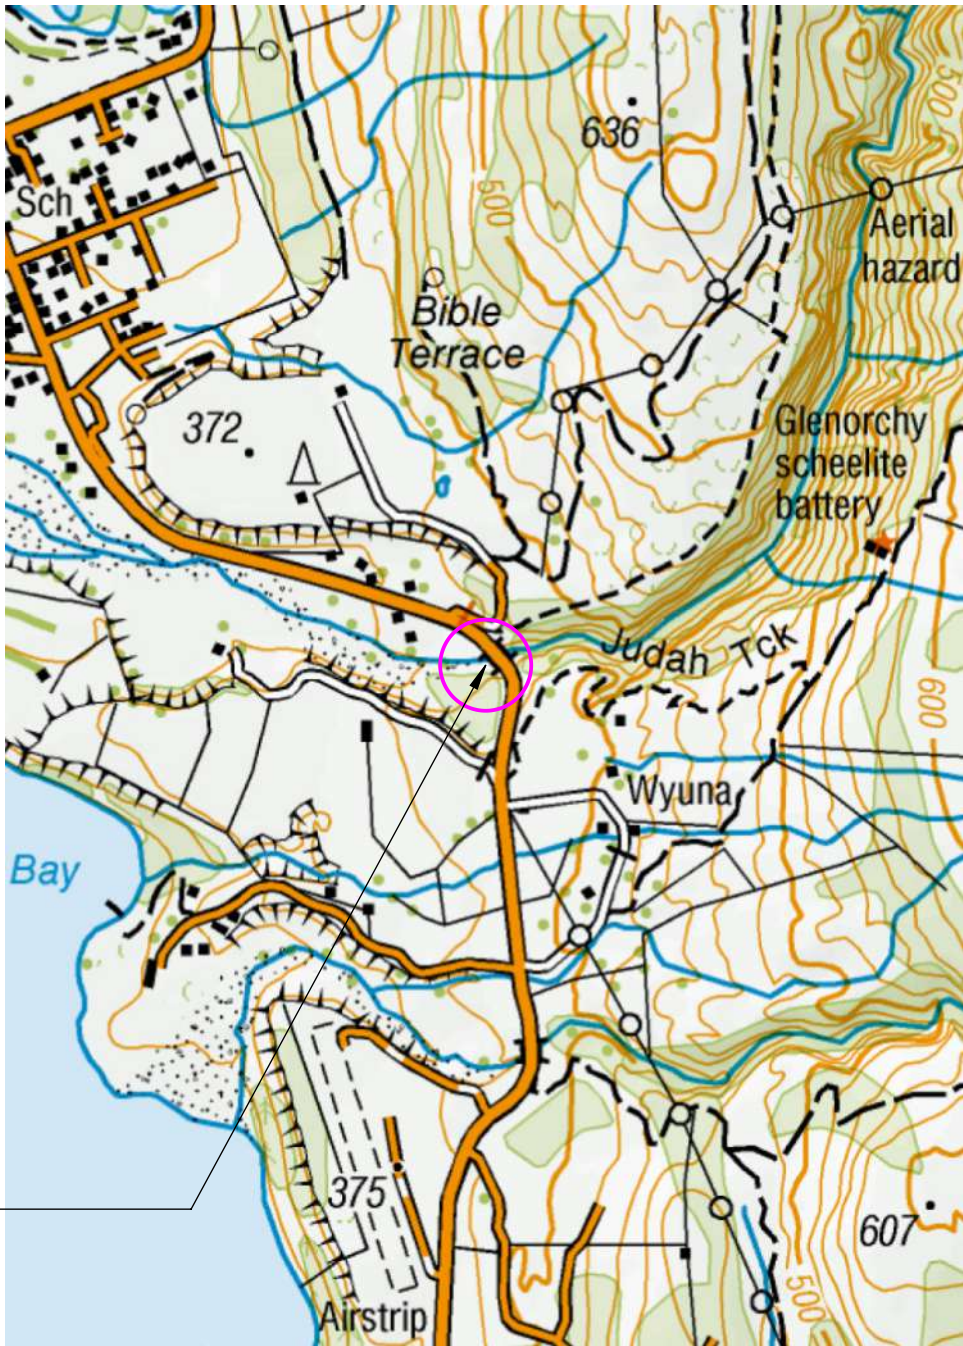 636
500
500
Sch
Aerial
hazard
Bible
Terrace
372
Glenorchy
scheelite
battery
Judah Tck
600
Wyuna
Bay
375
607
500
Airstrip